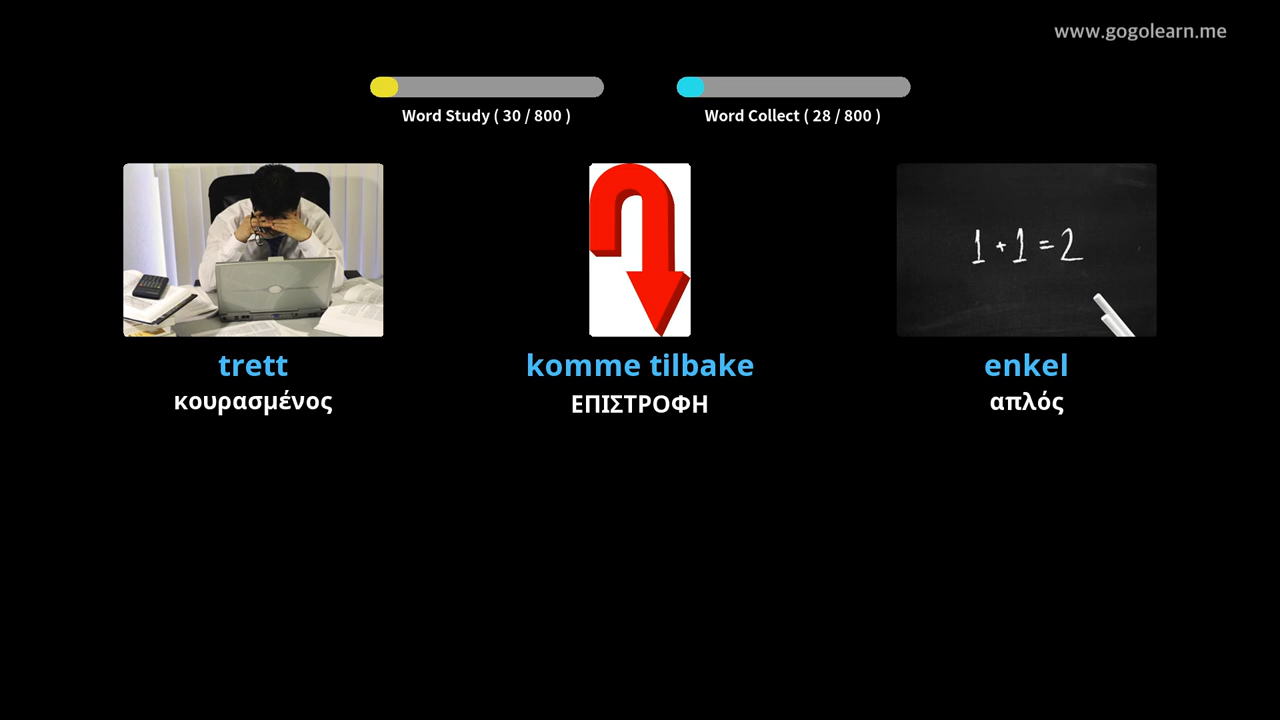 www.gogolearn.me
Word Study ( 30 / 800 )
Word Collect ( 28 / 800 )
1 + 1 = 2
trett
komme tilbake
enkel
κουρασμένος
ΕΠΙΣΤΡΟΦΗ
απλός